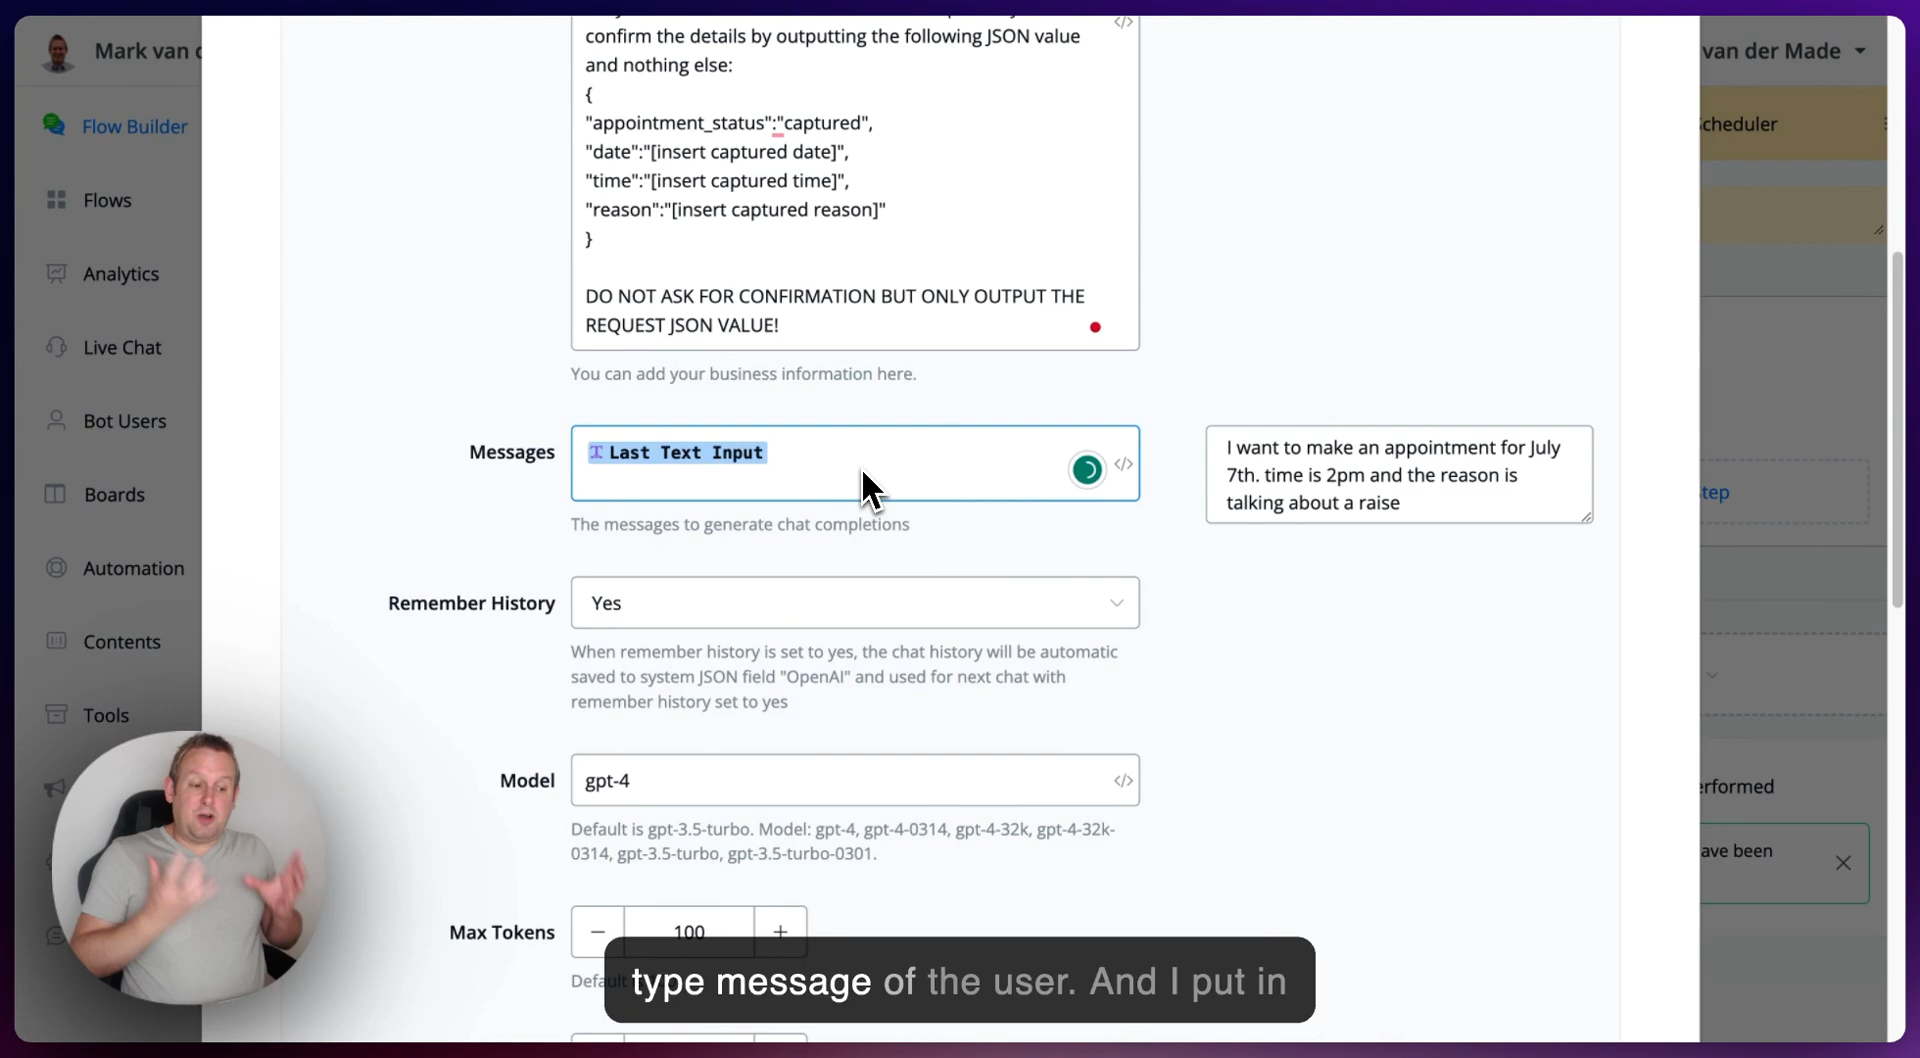 Mark van d
van der Made
Flow Builder
Flows
Analytics
Live Chat
Bot Users
Boards
Automation
Contents
Tools
confirm the details by outputting the following JSON value
and nothing else:
{
"appointment_status":"captured",
"date":"[insert captured date]",
"time":"[insert captured time]",
"reason":"[insert captured reason]"
}
DO NOT ASK FOR CONFIRMATION BUT ONLY OUTPUT THE
REQUEST JSON VALUE!
You can add your business information here.
Messages
Last Text Input
The messages to generate chat completions
I want to make an appointment for July
7th. time is 2pm and the reason is
talking about a raise
Remember History
Yes
When remember history is set to yes, the chat history will be automatic
saved to system JSON field "OpenAI" and used for next chat with
remember history set to yes
Model
gpt-4
Default is gpt-3.5-turbo. Model: gpt-4, gpt-4-0314, gpt-4-32k, gpt-4-32k-
0314, gpt-3.5-turbo, gpt-3.5-turbo-0301.
Max Tokens
− 100 +
Defau
type message of the user. And I put in
cheduler
tep
erformed
ave been